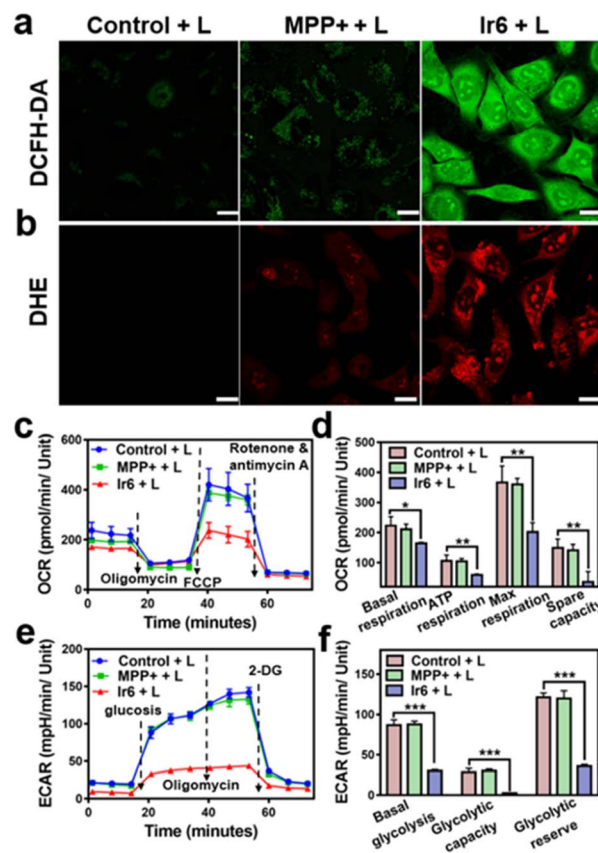 a
Control + L
MPP+ + L
Ir6 + L
DCFH-DA
b
DHE
c
OCR (pmol/min/ Unit)
600
400
200
0
Control + L
MPP+ + L
Ir6 + L
Rotenone &
antimycin A
Oligomycin
FCCP
0 20 40 60
Time (minutes)
d
OCR (pmol/min/ Unit)
500
400
300
200
100
0
Control + L
MPP+ + L
Ir6 + L
*
**
**
**
Basal
respiration
ATP
respiration
Max
respiration
Spare
capacity
e
ECAR (mpH/min/ Unit)
200
150
100
50
0
Control + L
MPP+ + L
Ir6 + L
glucosis
2-DG
Oligomycin
0 20 40 60
Time (minutes)
f
ECAR (mpH/min/ Unit)
200
150
100
50
0
Control + L
MPP+ + L
Ir6 + L
***
***
***
Basal
glycolysis
Glycolytic
capacity
Glycolytic
reserve